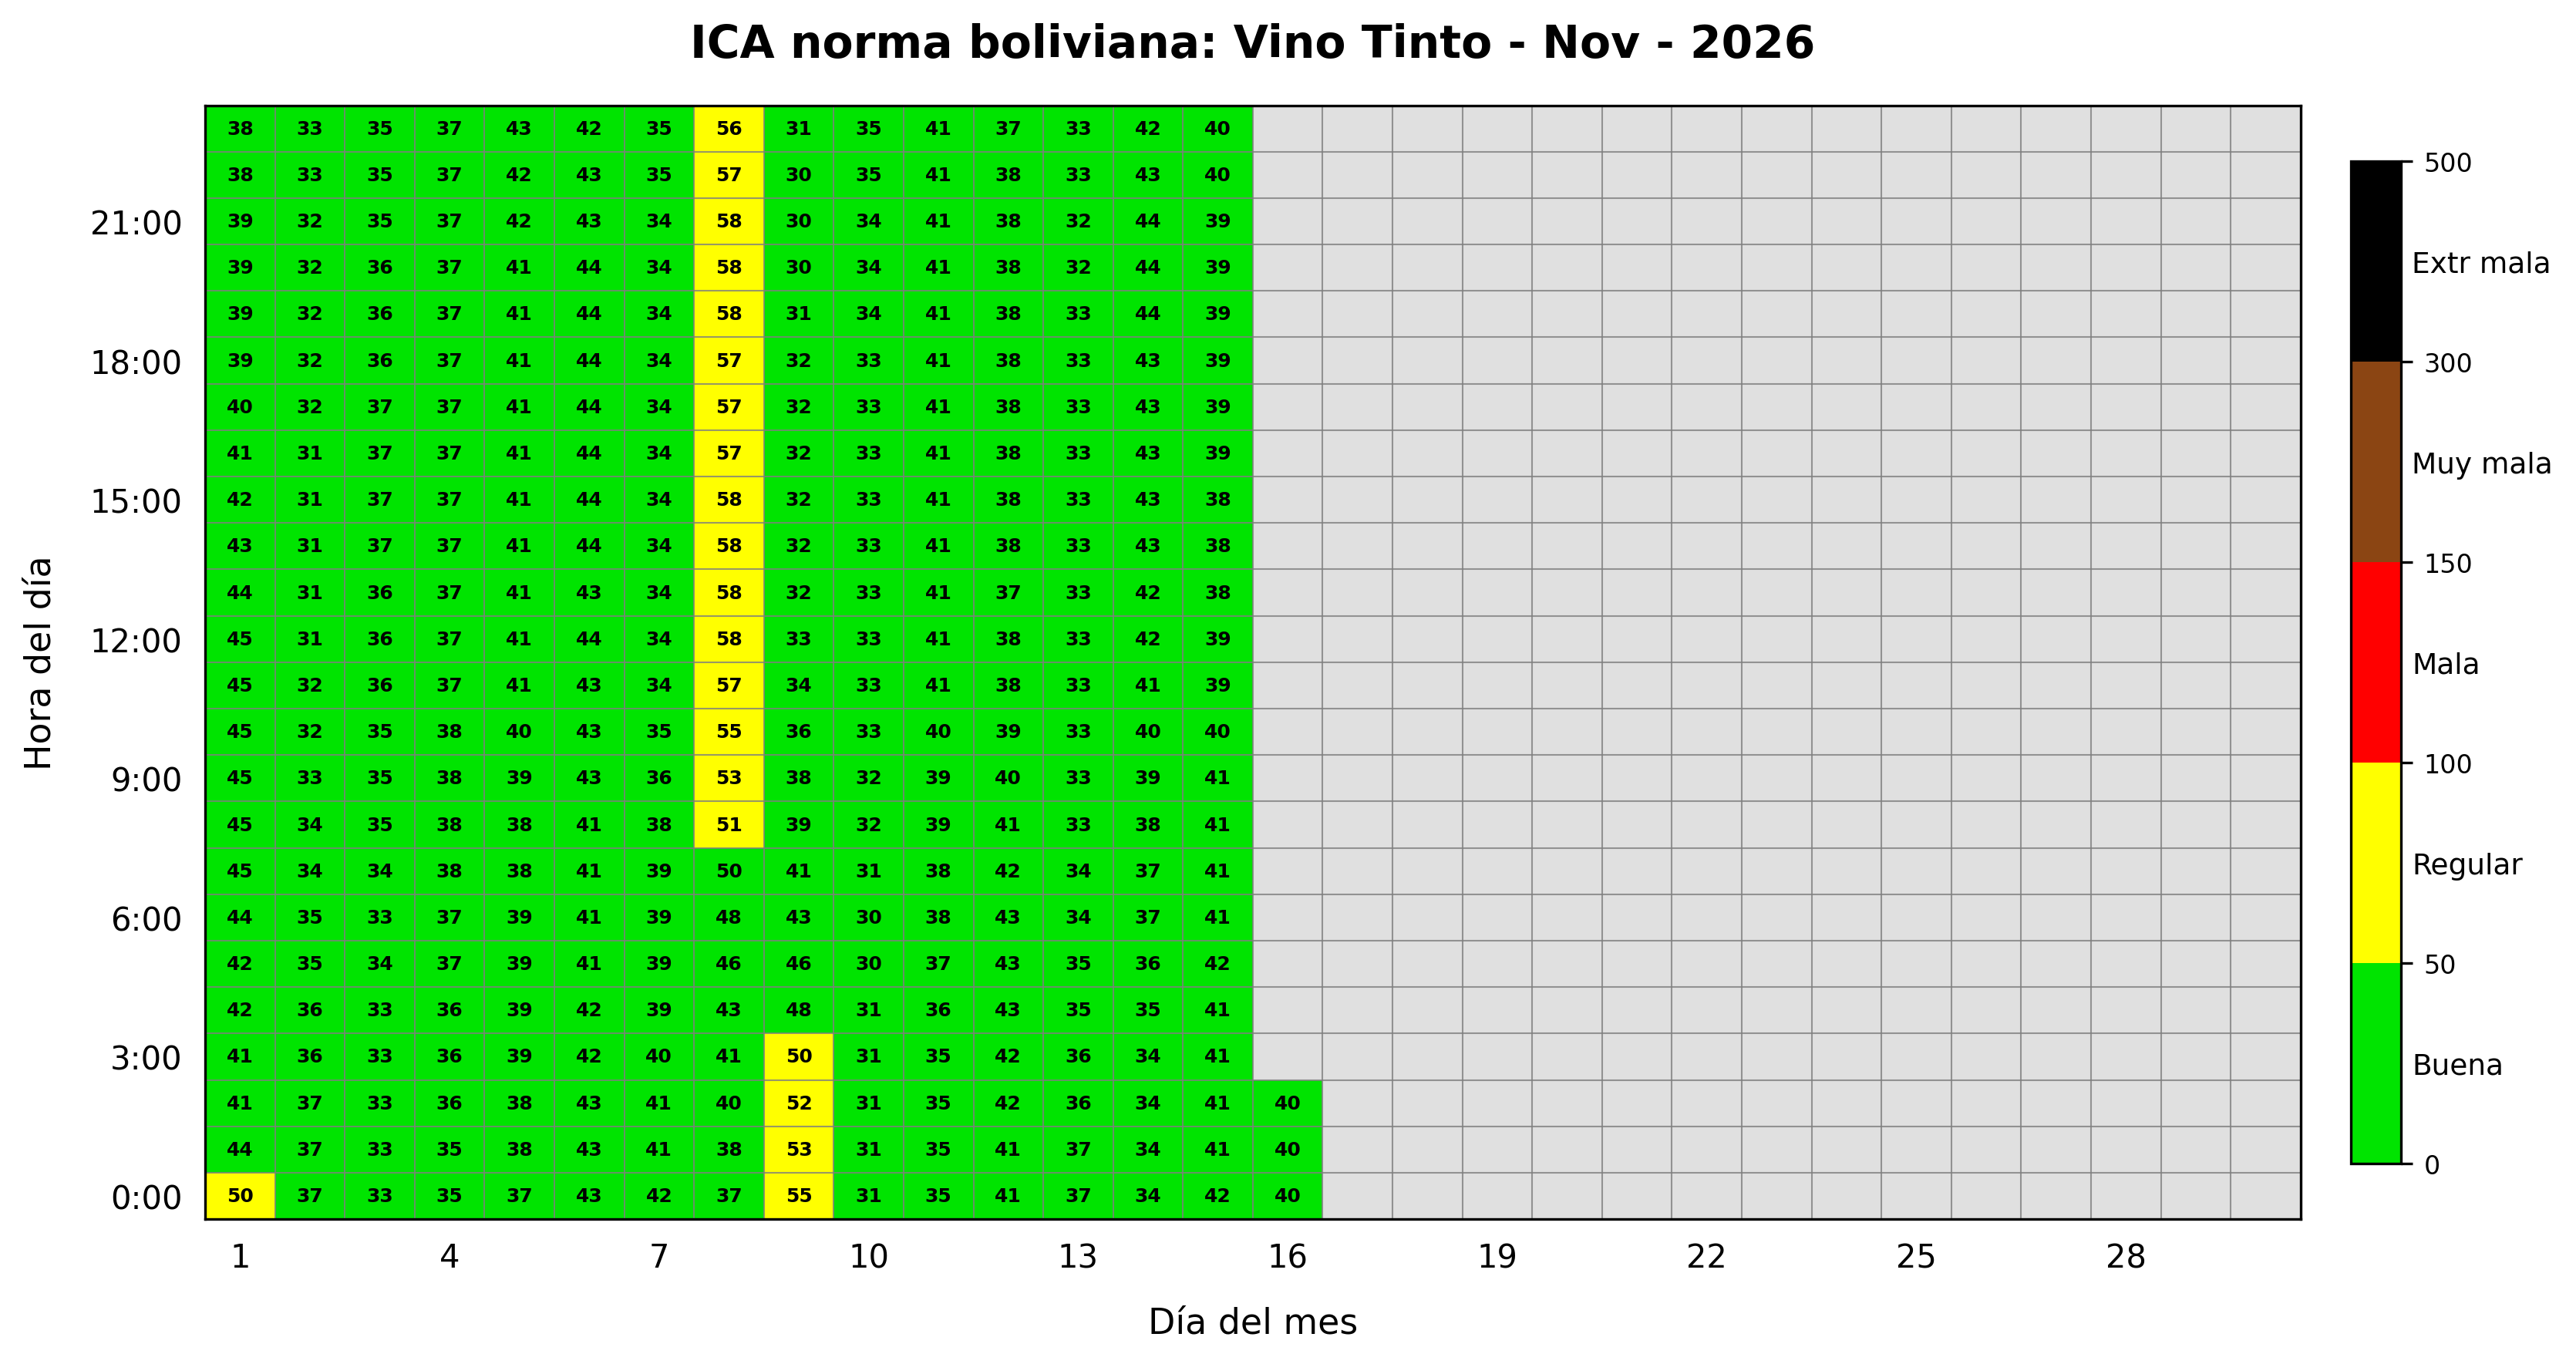 ICA norma boliviana: Vino Tinto - Nov - 2026
38 33 35 37 43 42 35 56 31 35 41 37 33 42 40
38 33 35 37 42 43 35 57 30 35 41 38 33 43 40
21:00 39 32 35 37 42 43 34 58 30 34 41 38 32 44 39
39 32 36 37 41 44 34 58 30 34 41 38 32 44 39
39 32 36 37 41 44 34 58 31 34 41 38 33 44 39
18:00 39 32 36 37 41 44 34 57 32 33 41 38 33 43 39
40 32 37 37 41 44 34 57 32 33 41 38 33 43 39
41 31 37 37 41 44 34 57 32 33 41 38 33 43 39
15:00 42 31 37 37 41 44 34 58 32 33 41 38 33 43 38
43 31 37 37 41 44 34 58 32 33 41 38 33 43 38
44 31 36 37 41 43 34 58 32 33 41 37 33 42 38
12:00 45 31 36 37 41 44 34 58 33 33 41 38 33 42 39
45 32 36 37 41 43 34 57 34 33 41 38 33 41 39
45 32 35 38 40 43 35 55 36 33 40 39 33 40 40
9:00 45 33 35 38 39 43 36 53 38 32 39 40 33 39 41
45 34 35 38 38 41 38 51 39 32 39 41 33 38 41
45 34 34 38 38 41 39 50 41 31 38 42 34 37 41
6:00 44 35 33 37 39 41 39 48 43 30 38 43 34 37 41
42 35 34 37 39 41 39 46 46 30 37 43 35 36 42
42 36 33 36 39 42 39 43 48 31 36 43 35 35 41
3:00 41 36 33 36 39 42 40 41 50 31 35 42 36 34 41
41 37 33 36 38 43 41 40 52 31 35 42 36 34 41 40
44 37 33 35 38 43 41 38 53 31 35 41 37 34 41 40
0:00 50 37 33 35 37 43 42 37 55 31 35 41 37 34 42 40
1 4 7 10 13 16 19 22 25 28
Día del mes
Hora del día
500
Extr mala
300
Muy mala
150
Mala
100
Regular
50
Buena
0